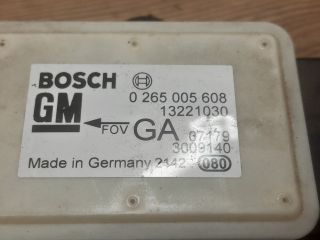 BOSCH
GM
0 265 005 608
13221030
FOV GA
07179
3009140
Made in Germany 2142 080